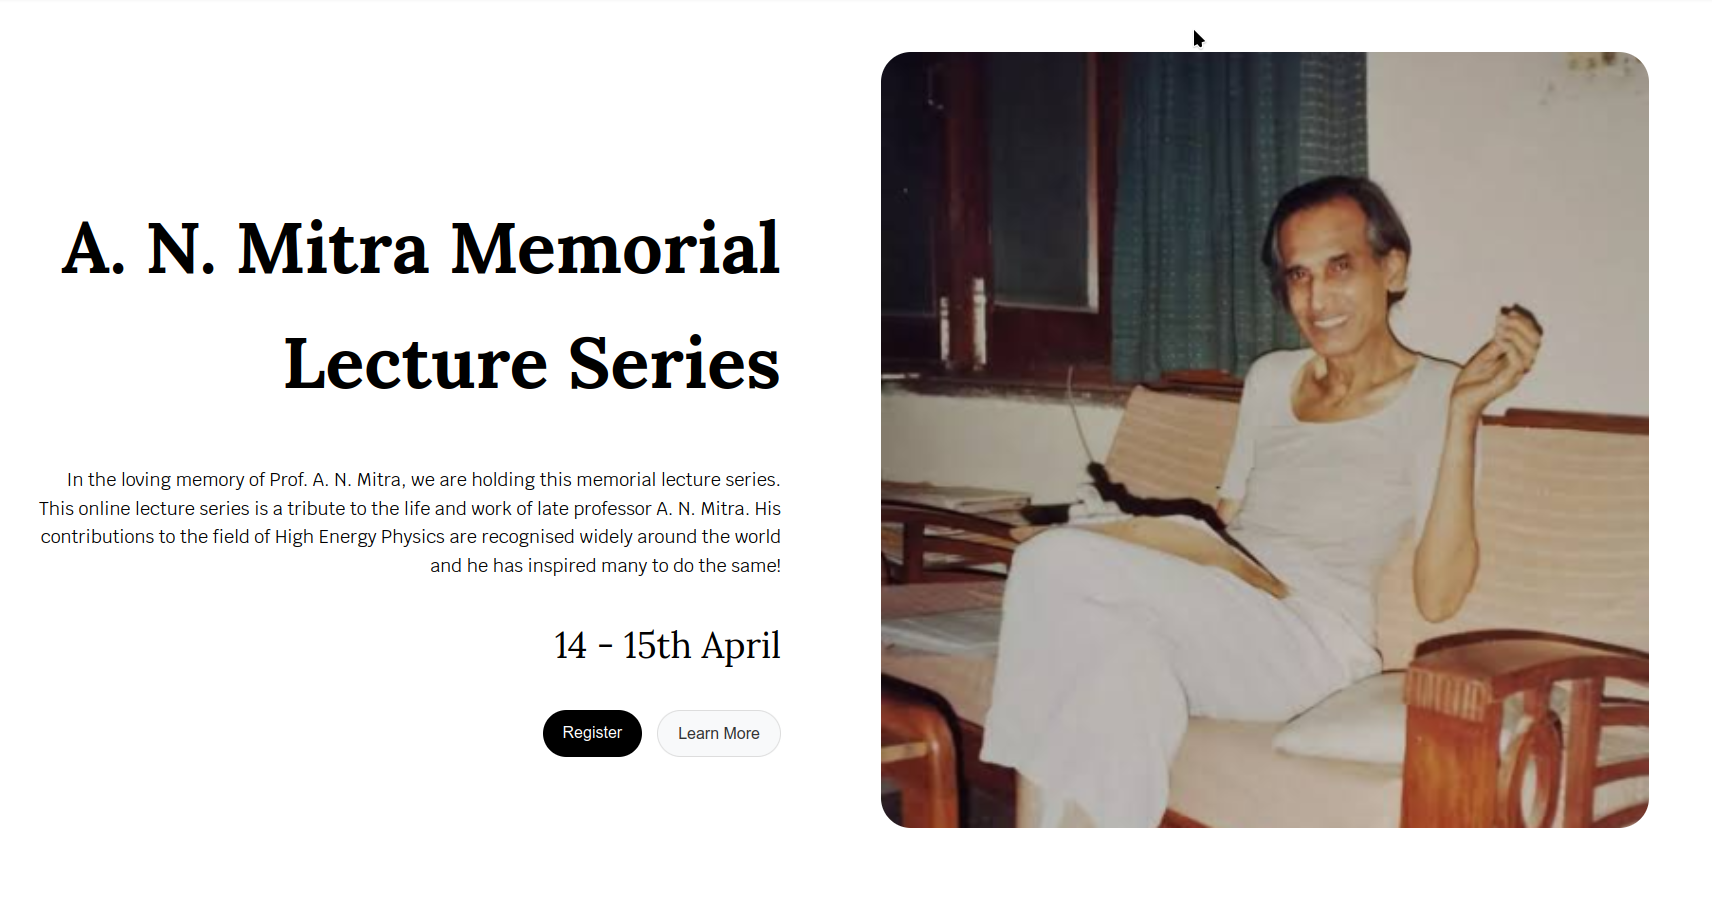 A. N. Mitra Memorial
Lecture Series
In the loving memory of Prof. A. N. Mitra, we are holding this memorial lecture series.
This online lecture series is a tribute to the life and work of late professor A. N. Mitra. His
contributions to the field of High Energy Physics are recognised widely around the world
and he has inspired many to do the same!
14 - 15th April
Register
Learn More